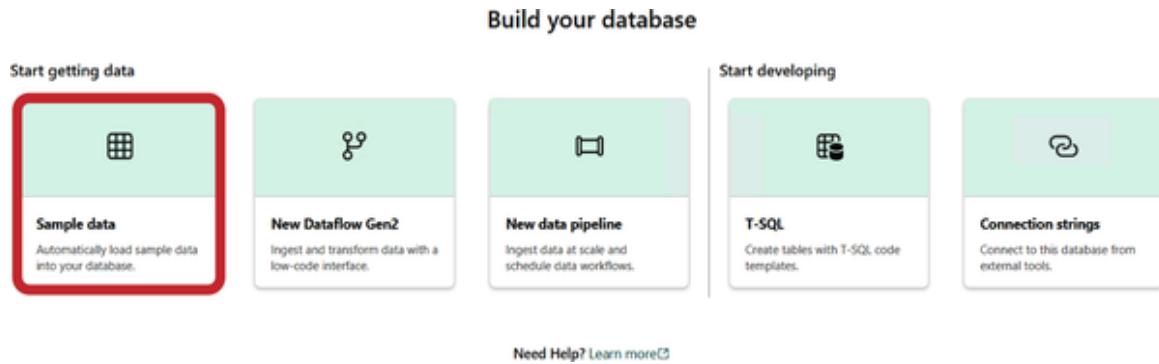 Build your database
Start getting data
Start developing
Sample data
Automatically load sample data
into your database.
New Dataflow Gen2
Ingest and transform data with a
low-code interface.
New data pipeline
Ingest data at scale and
schedule data workflows.
T-SQL
Create tables with T-SQL code
templates.
Connection strings
Connect to this database from
external tools.
Need Help? Learn more